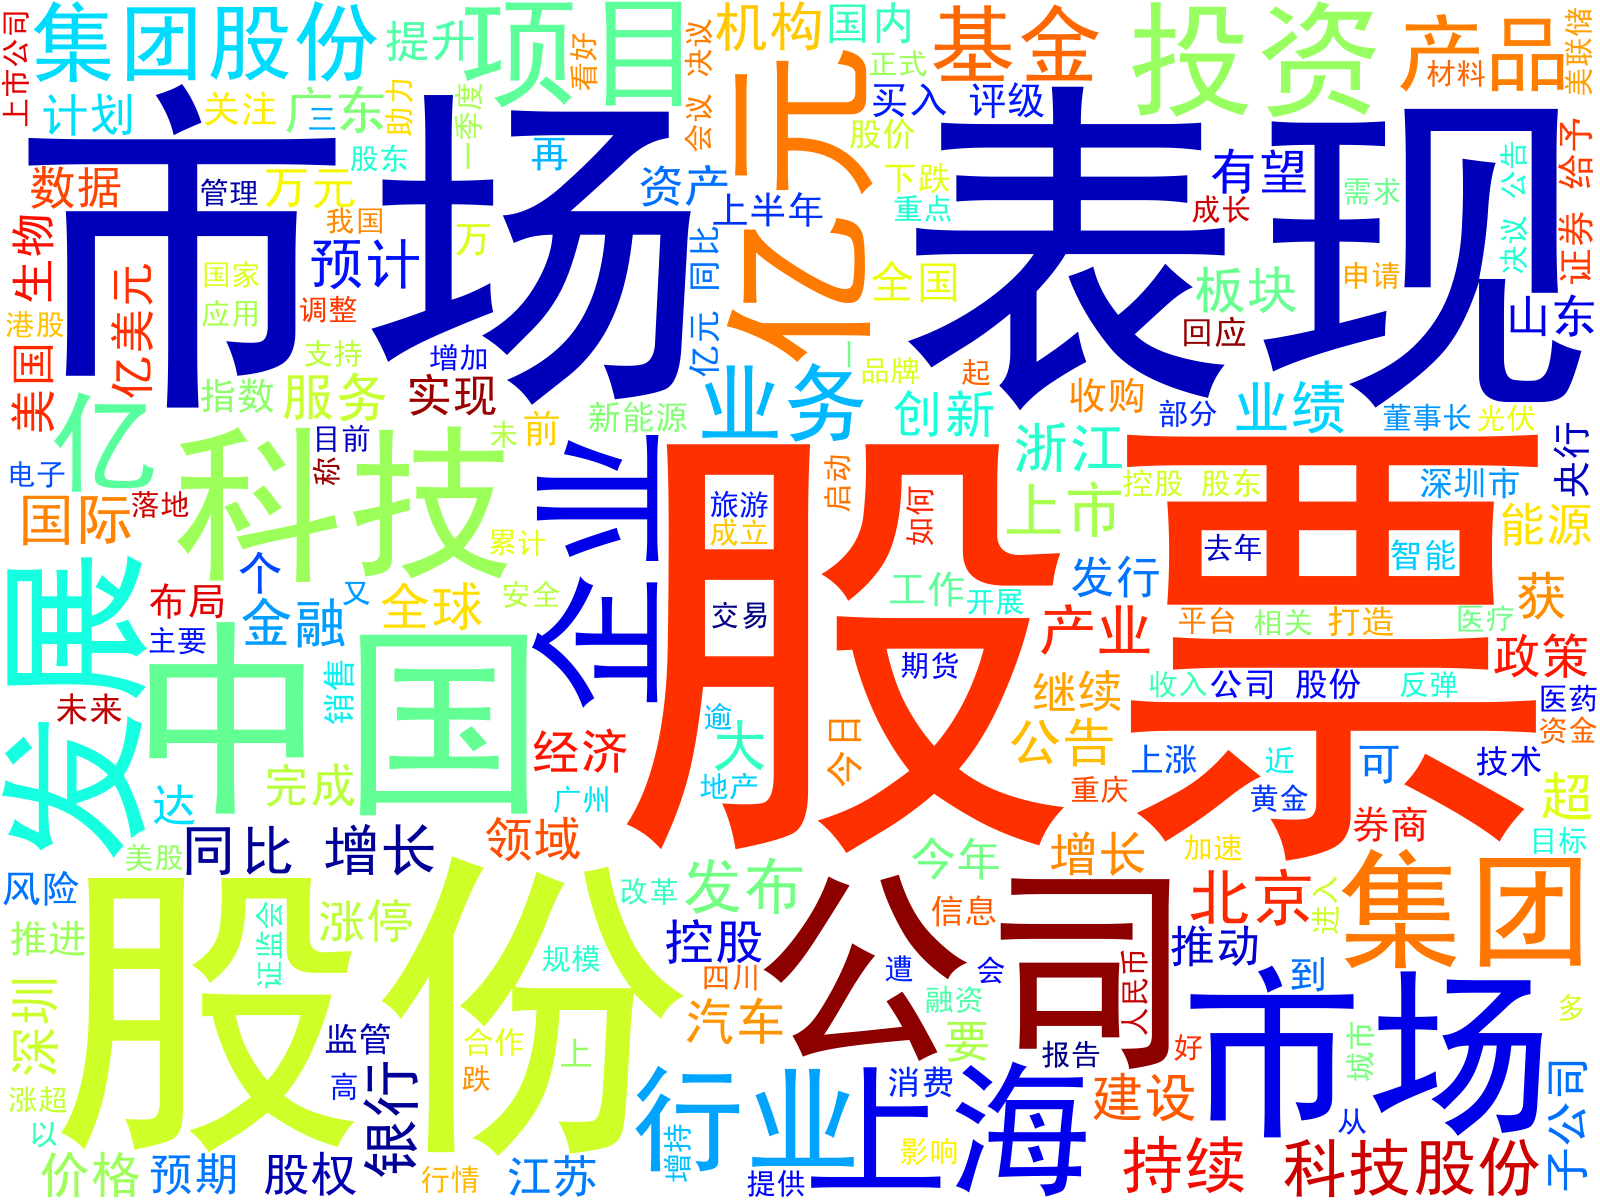 上市公司
集团股份
提升
项目
看好
决议
机构
国内
基金
投资
产品
材料
美联储
计划
关注
三
广东
助力
一季度
会议
亿元
正式
买入 评级
股价
数据
管理
万元
股东
再
资产
下跌
有望
需求
决议 公告
证券 给予
市场
表现
生物
我国
万
预计
上半年
重点
成长
国家
应用
调整
亿美元
同比
全国
板块
申请
山东
港股
美国
支持
增加
亿元
一
回应
指数
服务
实现
业务
品牌
起
创新
收购
部分
业绩
董事长
光伏
亿
科技
目前
称
未
前
新能源
企业
股票
浙江
上市
控股 股东
深圳市
央行
电子
落地
国际
累计
旅游
成立
启动
如何
去年
智能
能源
发展
个
布局
金融
又
全球
安全
交易
工作
开展
发行
平台
相关
打造
医疗
获
主要
中国
未来
销售
期货
产业
继续
收入
公司 股份
反弹
政策
医药
资金
经济
逾
大
地产
今日
公告
重庆
上涨
近
可
技术
黄金
达
完成
广州
超
美股
同比 增长
领域
今年
增长
加速
券商
目标
风险
推进
股份
证监会
涨停
改革
发布
公司
信息
北京
进入
集团
控股
规模
四川
遭
会
人民币
推动
市场
到
多
深圳
监管
合作
上
汽车
融资
要
报告
好
城市
涨超
以
高
跌
银行
行业
上海
消费
建设
从
子公司
价格
预期
股权
行情
江苏
增持
提供
影响
持续
科技股份